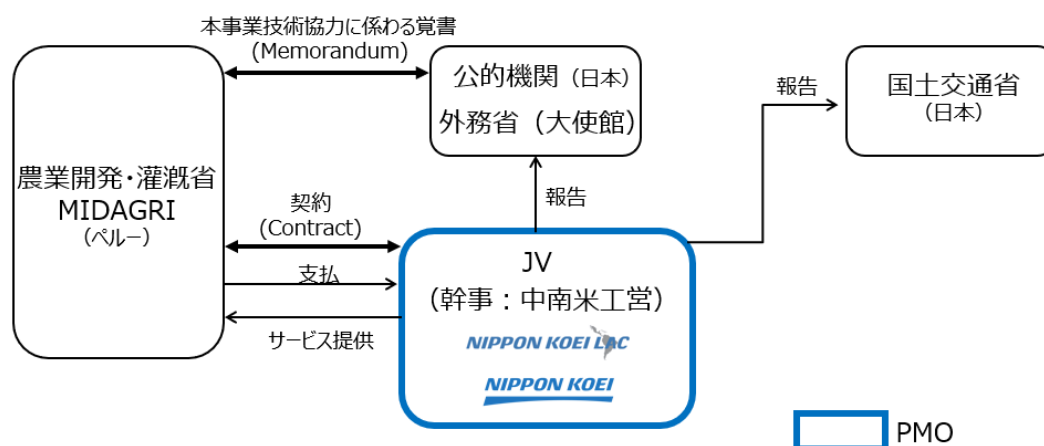 本事業技術協力に係わる覚書
(Memorandum)
公的機関（日本）
外務省（大使館）
報告
国土交通省
（日本）
農業開発・灌漑省
MIDAGRI
（ペルー）
契約
(Contract)
報告
支払
サービス提供
JV
（幹事：中南米工営）
NIPPON KOEI LAC
NIPPON KOEI
PMO